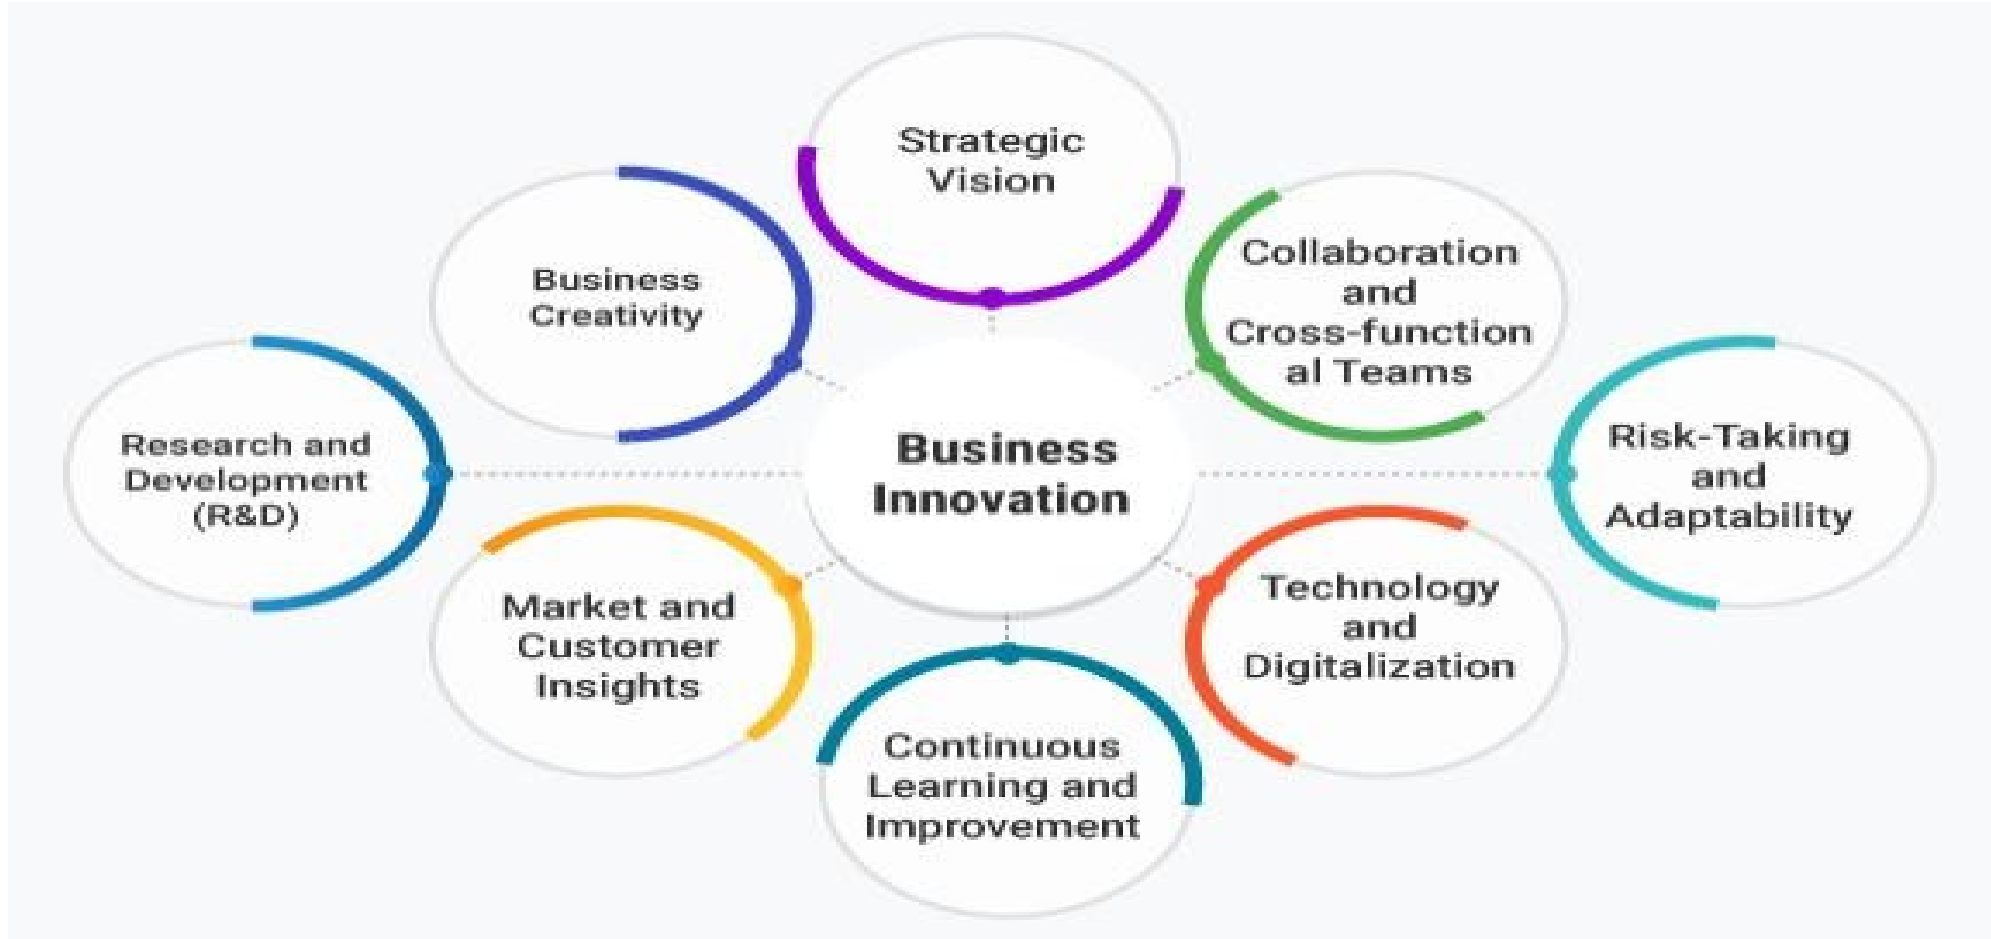 Strategic
Vision
Business
Creativity
Collaboration
and
Cross-function
al Teams
Research and
Development
(R&D)
Business
Innovation
Risk-Taking
and
Adaptability
Market and
Customer
Insights
Technology
and
Digitalization
Continuous
Learning and
Improvement